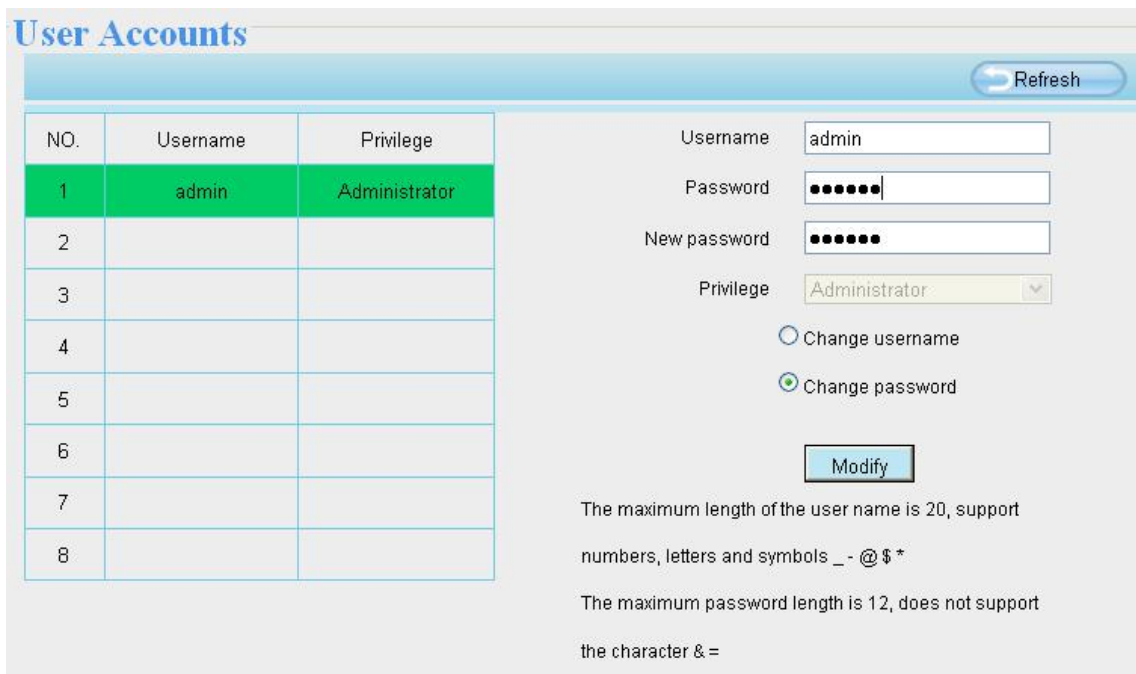 User Accounts
Refresh
NO. Username Privilege
1 admin Administrator
2
3
4
5
6
7
8
Username admin
Password ●●●●●●
New password ●●●●●●
Privilege Administrator
Change username
Change password
Modify
The maximum length of the user name is 20, support
numbers, letters and symbols _ - @ $ *
The maximum password length is 12, does not support
the character & =